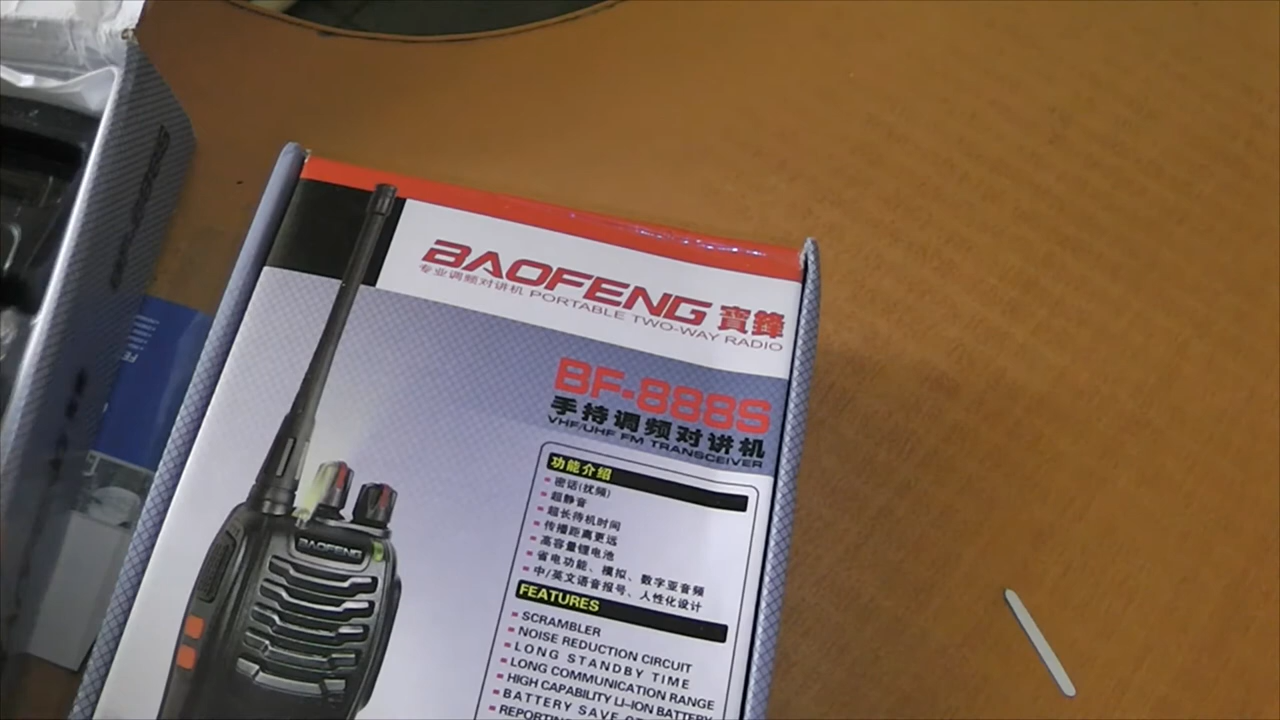 BAOFENG 寳鋒
专业调频对讲机 PORTABLE TWO-WAY RADIO
BF-888S
手持调频对讲机
VHF/UHF FM TRANSCEIVER
功能介绍
密话(扰频)
超静音
超长待机时间
传播距离更远
高容量锂电池
省电功能、模拟、数字亚音频
中/英文语音报号、人性化设计
FEATURES
SCRAMBLER
NOISE REDUCTION CIRCUIT
LONG STANDBY TIME
LONG COMMUNICATION RANGE
HIGH CAPABILITY LI-ION BATTERY
BATTERY SAVE
BAOFENG